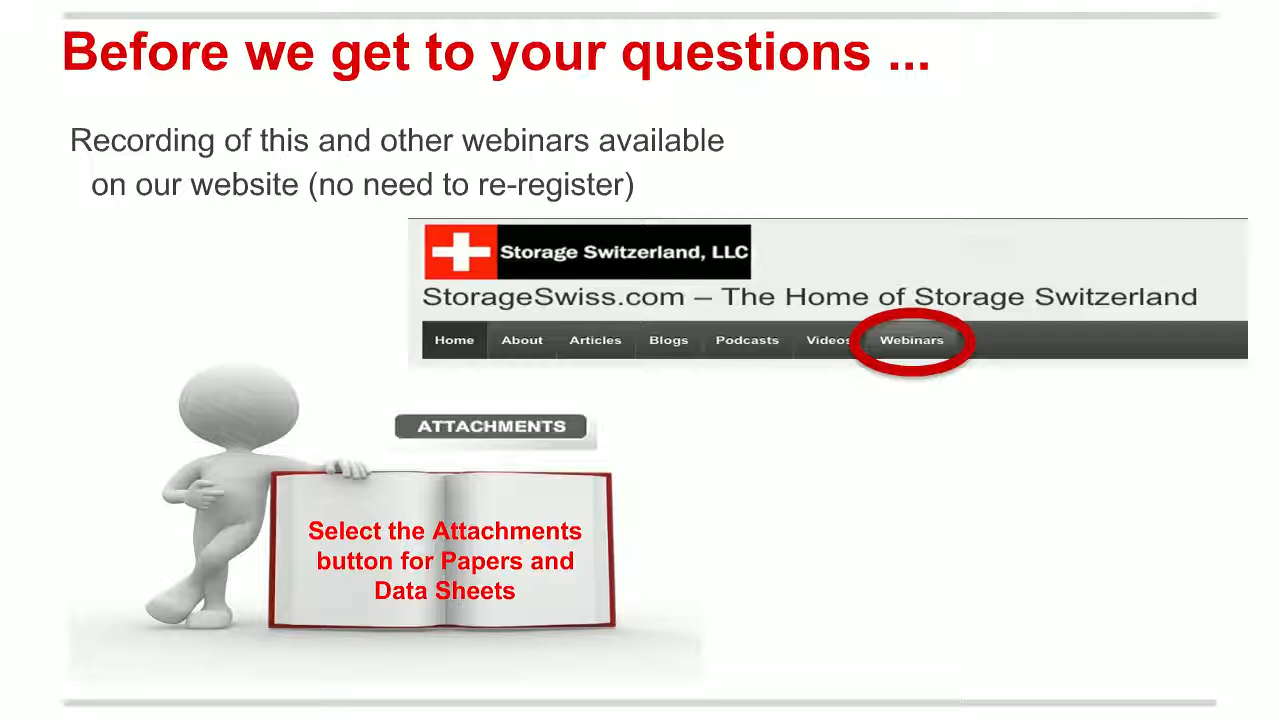 Before we get to your questions ...
Recording of this and other webinars available
on our website (no need to re-register)
Storage Switzerland, LLC
StorageSwiss.com – The Home of Storage Switzerland
Home About Articles Blogs Podcasts Videos Webinars
ATTACHMENTS
Select the Attachments
button for Papers and
Data Sheets